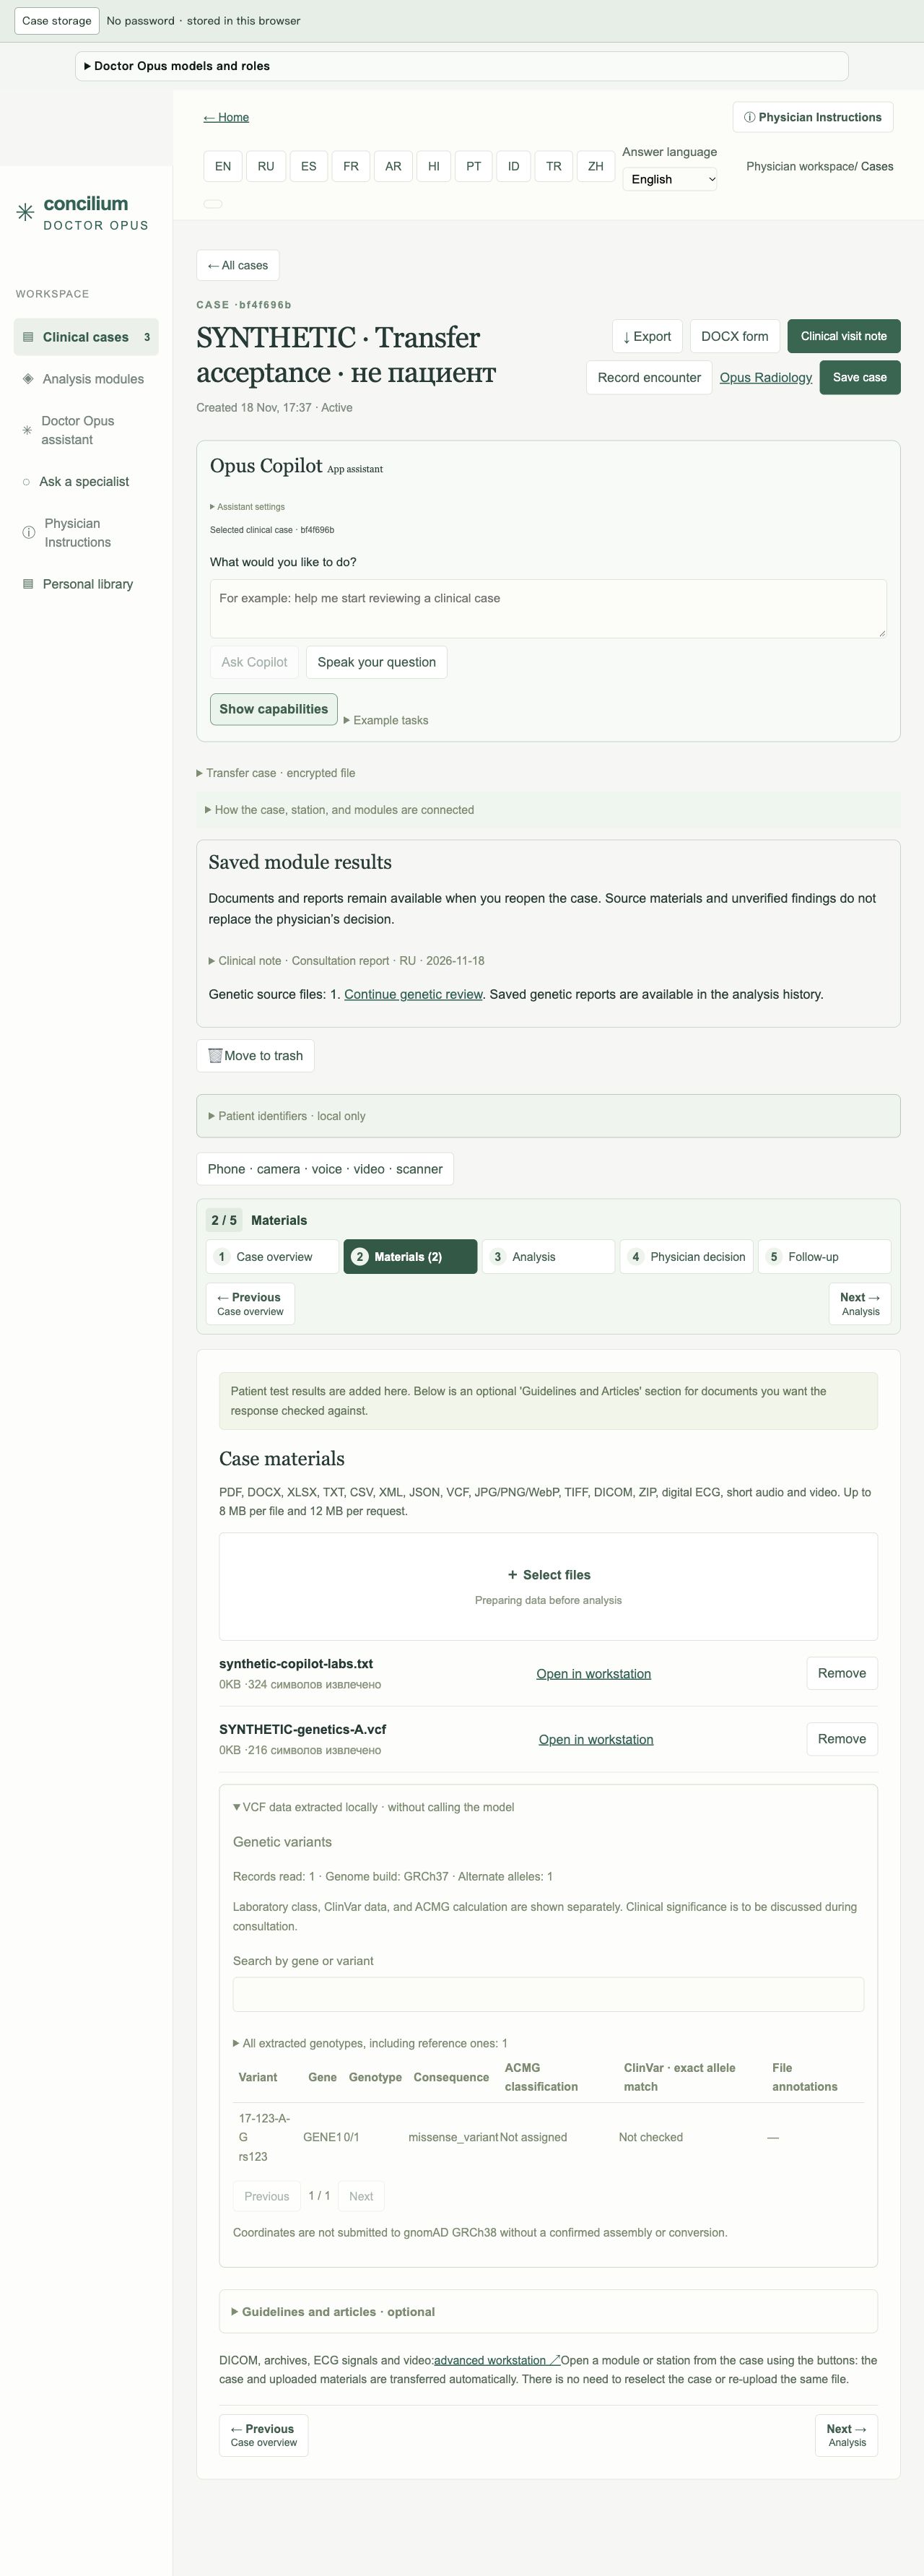 Case storage
No password · stored in this browser
▶ Doctor Opus models and roles
← Home
ⓘ Physician Instructions
EN RU ES FR AR HI PT ID TR ZH
Answer language
English
Physician workspace/ Cases
concilium
DOCTOR OPUS
WORKSPACE
Clinical cases 3
Analysis modules
Doctor Opus
assistant
Ask a specialist
Physician
Instructions
Personal library
← All cases
CASE ·bf4f696b
SYNTHETIC · Transfer
acceptance · не пациент
Created 18 Nov, 17:37 · Active
↓ Export
DOCX form
Clinical visit note
Record encounter
Opus Radiology
Save case
Opus Copilot App assistant
▶ Assistant settings
Selected clinical case · bf4f696b
What would you like to do?
For example: help me start reviewing a clinical case
Ask Copilot
Speak your question
Show capabilities
▶ Example tasks
▶ Transfer case · encrypted file
▶ How the case, station, and modules are connected
Saved module results
Documents and reports remain available when you reopen the case. Source materials and unverified findings do not
replace the physician's decision.
▶ Clinical note · Consultation report · RU · 2026-11-18
Genetic source files: 1. Continue genetic review. Saved genetic reports are available in the analysis history.
🗑Move to trash
▶ Patient identifiers · local only
Phone · camera · voice · video · scanner
2 / 5 Materials
1 Case overview
2 Materials (2)
3 Analysis
4 Physician decision
5 Follow-up
← Previous
Case overview
Next →
Analysis
Patient test results are added here. Below is an optional 'Guidelines and Articles' section for documents you want the
response checked against.
Case materials
PDF, DOCX, XLSX, TXT, CSV, XML, JSON, VCF, JPG/PNG/WebP, TIFF, DICOM, ZIP, digital ECG, short audio and video. Up to
8 MB per file and 12 MB per request.
+ Select files
Preparing data before analysis
synthetic-copilot-labs.txt
0KB ·324 символов извлечено
Open in workstation
Remove
SYNTHETIC-genetics-A.vcf
0KB ·216 символов извлечено
Open in workstation
Remove
▼ VCF data extracted locally · without calling the model
Genetic variants
Records read: 1 · Genome build: GRCh37 · Alternate alleles: 1
Laboratory class, ClinVar data, and ACMG calculation are shown separately. Clinical significance is to be discussed during
consultation.
Search by gene or variant
▶ All extracted genotypes, including reference ones: 1
Variant Gene Genotype Consequence ACMG classification ClinVar · exact allele match File annotations
17-123-A-
G
rs123
GENE1 0/1 missense_variant Not assigned Not checked —
Previous 1 / 1 Next
Coordinates are not submitted to gnomAD GRCh38 without a confirmed assembly or conversion.
▶ Guidelines and articles · optional
DICOM, archives, ECG signals and video:advanced workstation ↗Open a module or station from the case using the buttons: the
case and uploaded materials are transferred automatically. There is no need to reselect the case or re-upload the same file.
← Previous
Case overview
Next →
Analysis